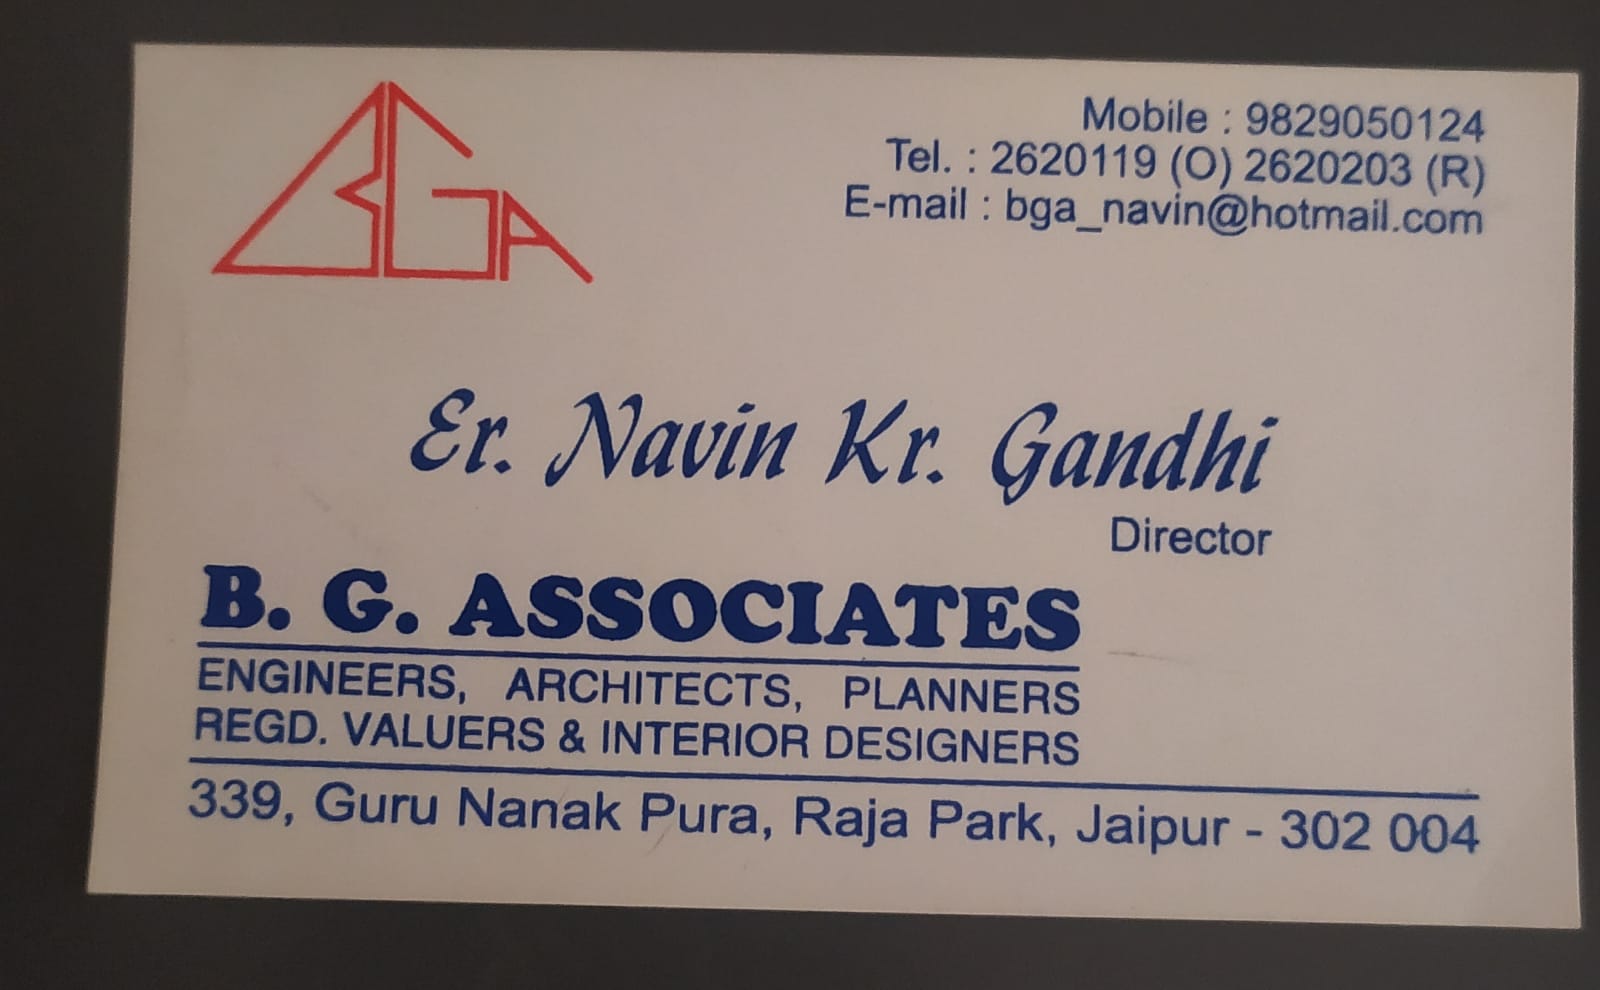 BGA
Mobile : 9829050124
Tel. : 2620119 (O) 2620203 (R)
E-mail : bga_navin@hotmail.com
Er. Navin Kr. Gandhi
Director
B. G. ASSOCIATES
ENGINEERS, ARCHITECTS, PLANNERS
REGD. VALUERS & INTERIOR DESIGNERS
339, Guru Nanak Pura, Raja Park, Jaipur - 302 004